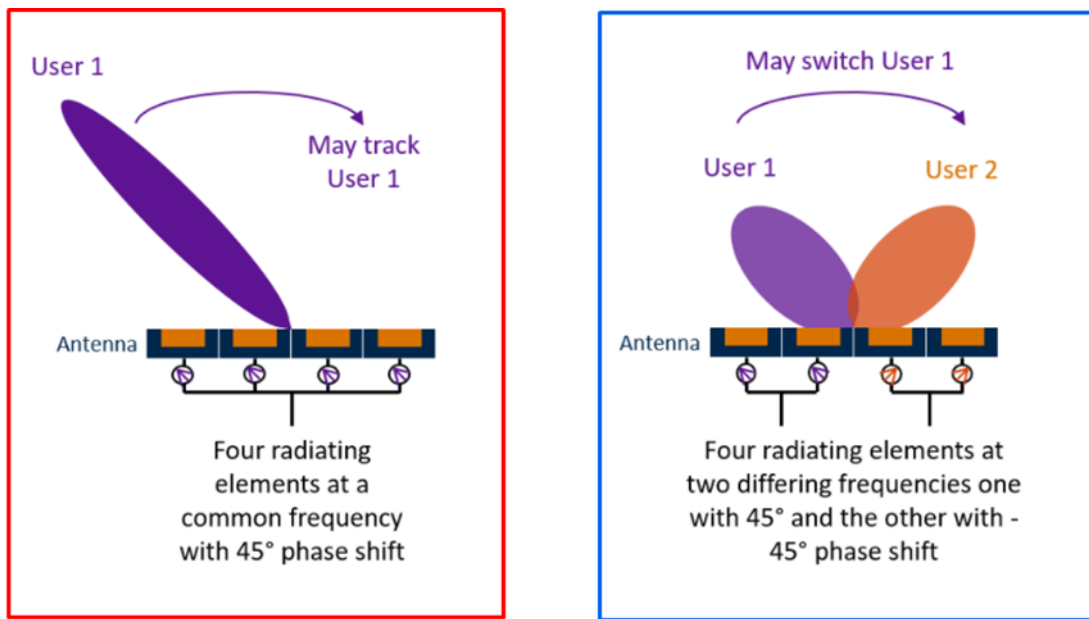 User 1
May track
User 1
Antenna
Four radiating
elements at a
common frequency
with 45° phase shift
May switch User 1
User 1
User 2
Antenna
Four radiating elements at
two differing frequencies one
with 45° and the other with -
45° phase shift